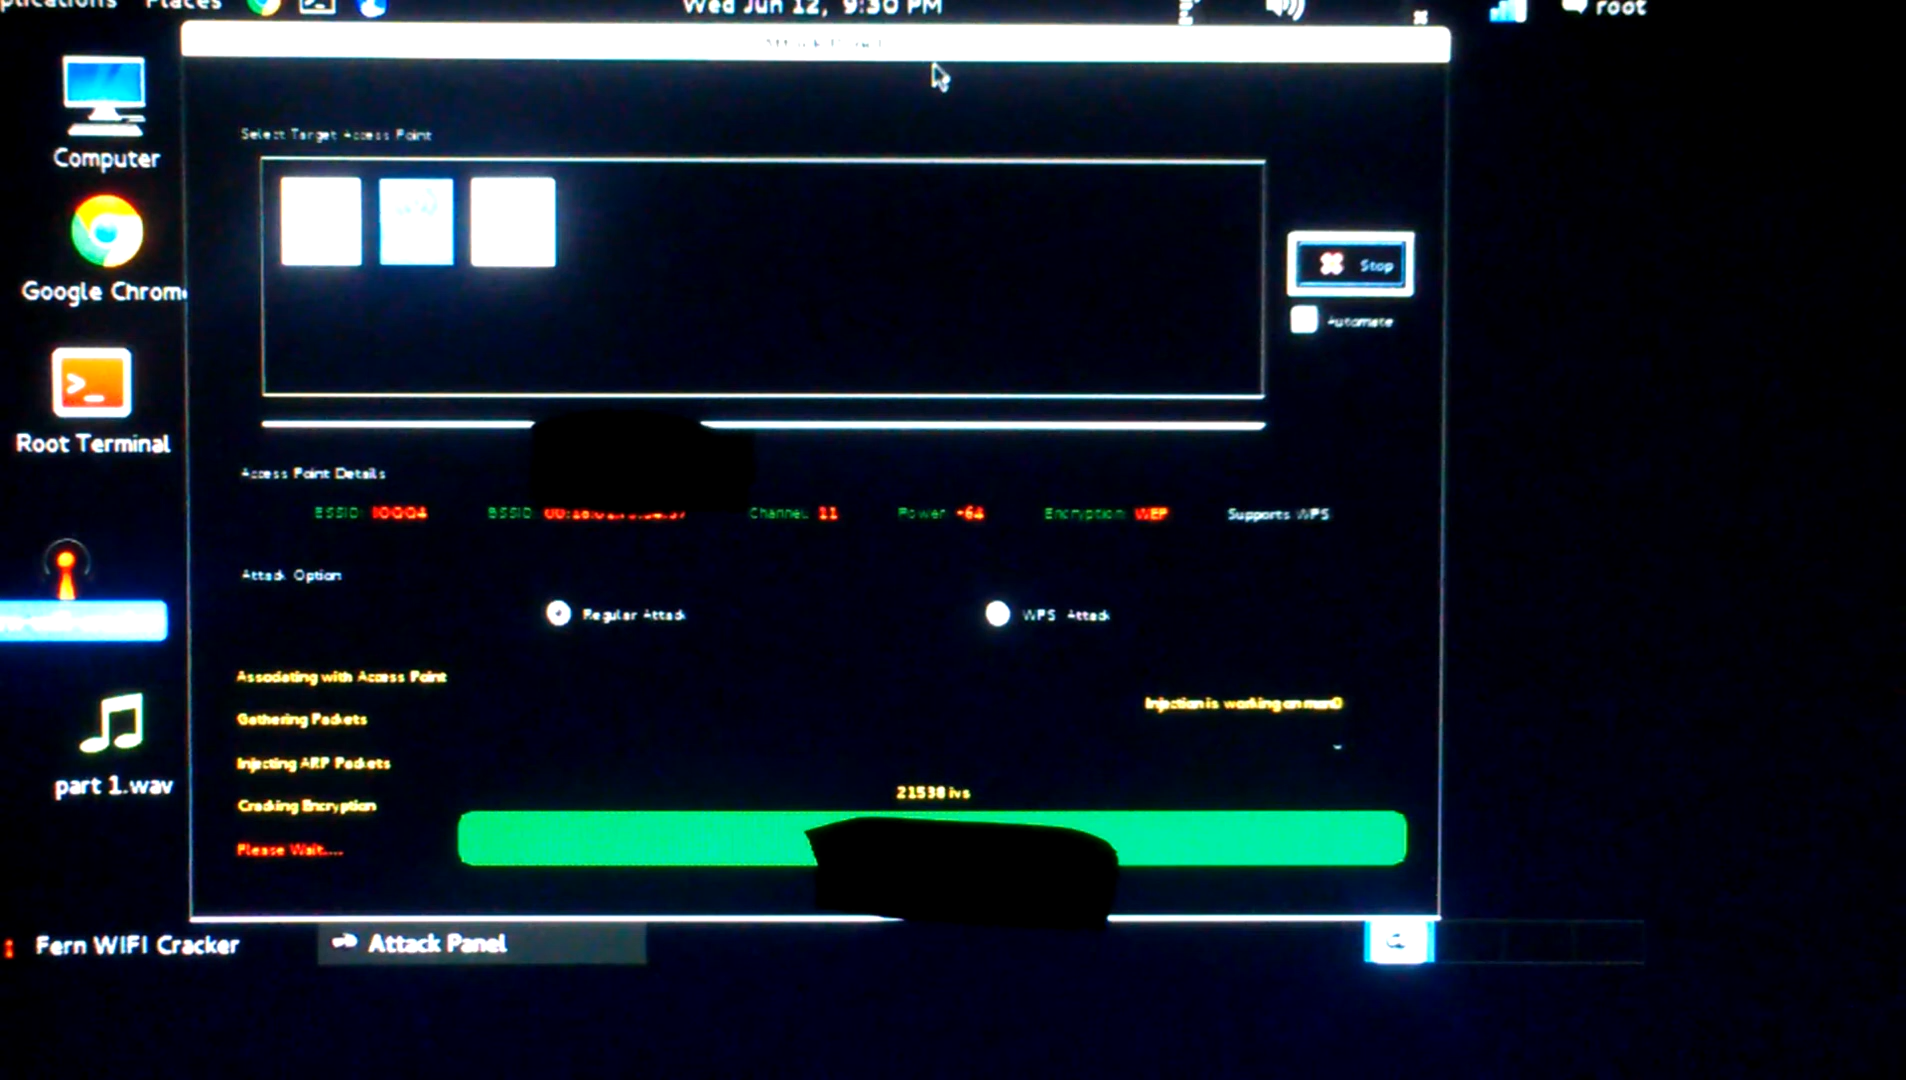 plications Places
Wed Jun 12, 9:30 PM
root
Computer
Google Chrom
Root Terminal
part 1.wav
Select Target Access Point
Stop
Automate
Access Point Details
ESSID: BSSID: Channel: 11 Power: -64 Encryption: WEP Supports WPS
Attack Option
Regular Attack WPS Attack
Associating with Access Point
Injection is working on mon0
Gathering Packets
Injecting ARP Packets
21538 ivs
Cracking Encryption
Please Wait....
Fern WIFI Cracker Attack Panel